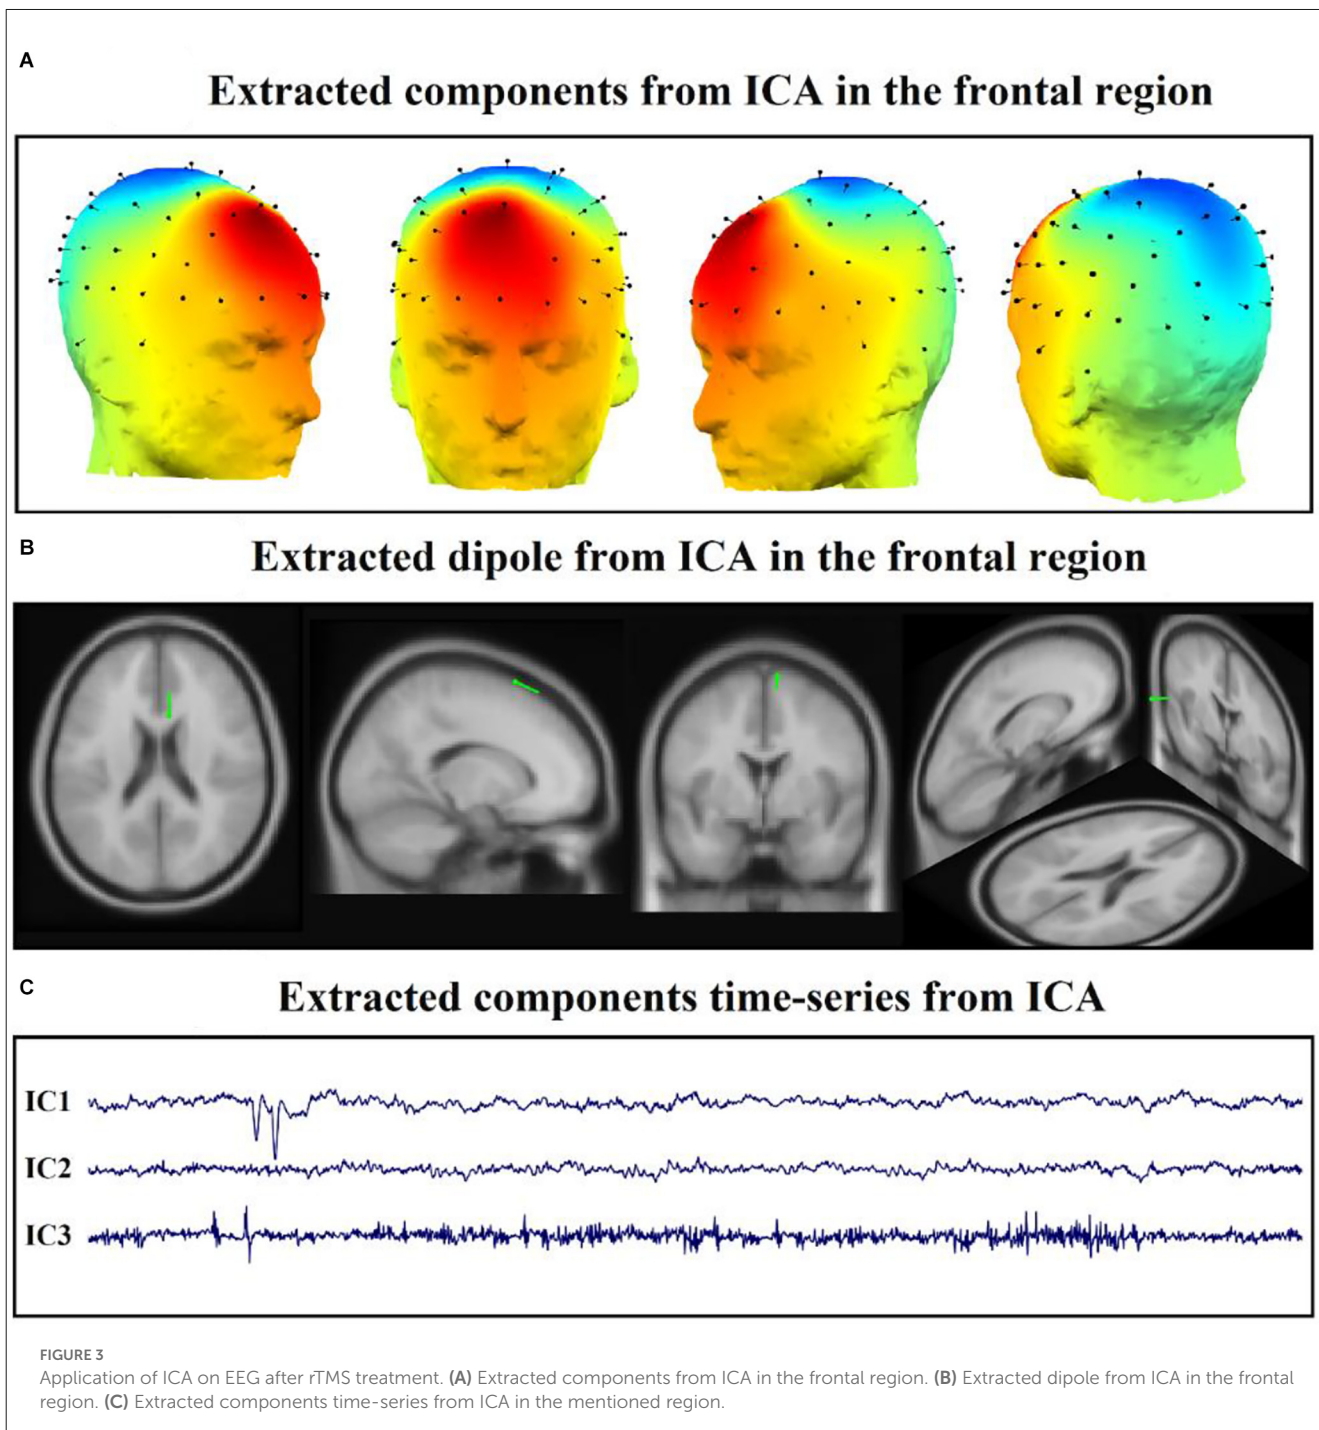 A
Extracted components from ICA in the frontal region
B
Extracted dipole from ICA in the frontal region
C
Extracted components time-series from ICA
IC1
IC2
IC3
FIGURE 3
Application of ICA on EEG after rTMS treatment. (A) Extracted components from ICA in the frontal region. (B) Extracted dipole from ICA in the frontal
region. (C) Extracted components time-series from ICA in the mentioned region.